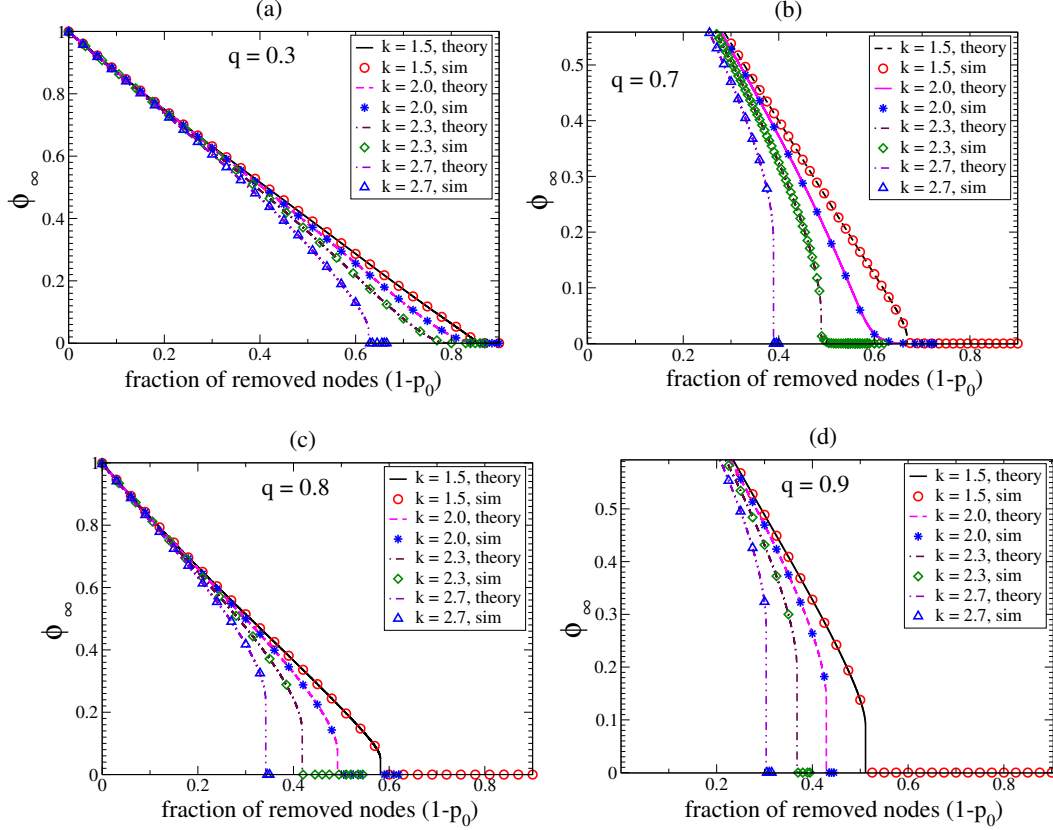 (a)
q = 0.3
k = 1.5, theory
k = 1.5, sim
k = 2.0, theory
k = 2.0, sim
k = 2.3, theory
k = 2.3, sim
k = 2.7, theory
k = 2.7, sim
1
0.8
0.6
0.4
0.2
0
ϕ∞
0 0.2 0.4 0.6 0.8
fraction of removed nodes (1-p0)
(b)
q = 0.7
k = 1.5, theory
k = 1.5, sim
k = 2.0, theory
k = 2.0, sim
k = 2.3, theory
k = 2.3, sim
k = 2.7, theory
k = 2.7, sim
0.5
0.4
0.3
0.2
0.1
0
ϕ∞
0 0.2 0.4 0.6 0.8
fraction of removed nodes (1-p0)
(c)
q = 0.8
k = 1.5, theory
k = 1.5, sim
k = 2.0, theory
k = 2.0, sim
k = 2.3, theory
k = 2.3, sim
k = 2.7, theory
k = 2.7, sim
1
0.8
0.6
0.4
0.2
0
ϕ∞
0 0.2 0.4 0.6 0.8
fraction of removed nodes (1-p0)
(d)
q = 0.9
k = 1.5, theory
k = 1.5, sim
k = 2.0, theory
k = 2.0, sim
k = 2.3, theory
k = 2.3, sim
k = 2.7, theory
k = 2.7, sim
0.5
0.4
0.3
0.2
0.1
0
ϕ∞
0.2 0.4 0.6 0.8
fraction of removed nodes (1-p0)